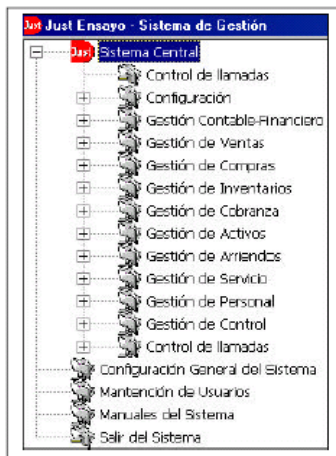 Just Just Ensayo - Sistema de Gestión
Just Sistema Central
Control de llamadas
Configuración
Gestión Contable-Financiero
Gestión de Ventas
Gestión de Compras
Gestión de Inventarios
Gestión de Cobranza
Gestión de Activos
Gestión de Arriendos
Gestión de Servicio
Gestión de Personal
Gestión de Control
Control de llamadas
Configuración General del Sistema
Mantención de Usuarios
Manuales del Sistema
Salir del Sistema